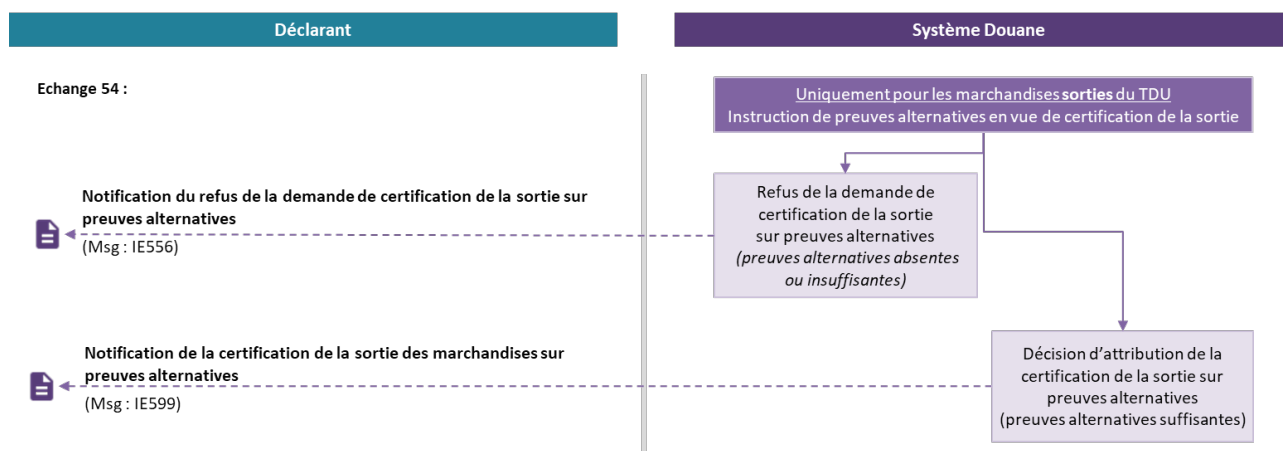 Déclarant
Système Douane
Echange 54 :
Uniquement pour les marchandises sorties du TDU
Instruction de preuves alternatives en vue de certification de la sortie
Notification du refus de la demande de certification de la sortie sur
preuves alternatives
(Msg : IE556)
Refus de la demande de
certification de la sortie
sur preuves alternatives
(preuves alternatives absentes
ou insuffisantes)
Notification de la certification de la sortie des marchandises sur
preuves alternatives
(Msg : IE599)
Décision d'attribution de la
certification de la sortie sur
preuves alternatives
(preuves alternatives suffisantes)